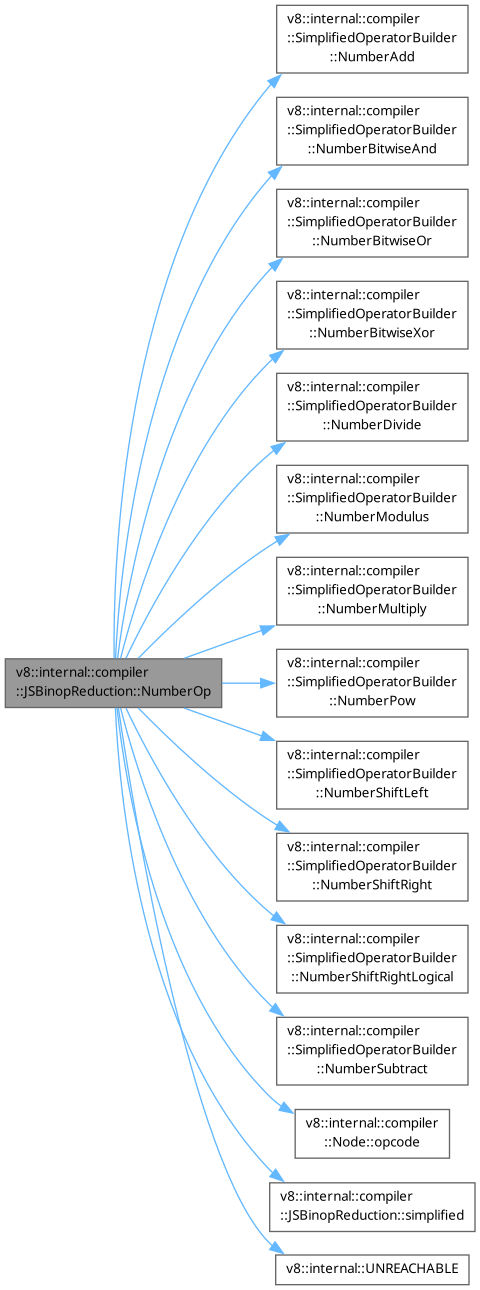 v8::internal::compiler
::SimplifiedOperatorBuilder
::NumberAdd
v8::internal::compiler
::SimplifiedOperatorBuilder
::NumberBitwiseAnd
v8::internal::compiler
::SimplifiedOperatorBuilder
::NumberBitwiseOr
v8::internal::compiler
::SimplifiedOperatorBuilder
::NumberBitwiseXor
v8::internal::compiler
::SimplifiedOperatorBuilder
::NumberDivide
v8::internal::compiler
::SimplifiedOperatorBuilder
::NumberModulus
v8::internal::compiler
::SimplifiedOperatorBuilder
::NumberMultiply
v8::internal::compiler
::JSBinopReduction::NumberOp
v8::internal::compiler
::SimplifiedOperatorBuilder
::NumberPow
v8::internal::compiler
::SimplifiedOperatorBuilder
::NumberShiftLeft
v8::internal::compiler
::SimplifiedOperatorBuilder
::NumberShiftRight
v8::internal::compiler
::SimplifiedOperatorBuilder
::NumberShiftRightLogical
v8::internal::compiler
::SimplifiedOperatorBuilder
::NumberSubtract
v8::internal::compiler
::Node::opcode
v8::internal::compiler
::JSBinopReduction::simplified
v8::internal::UNREACHABLE